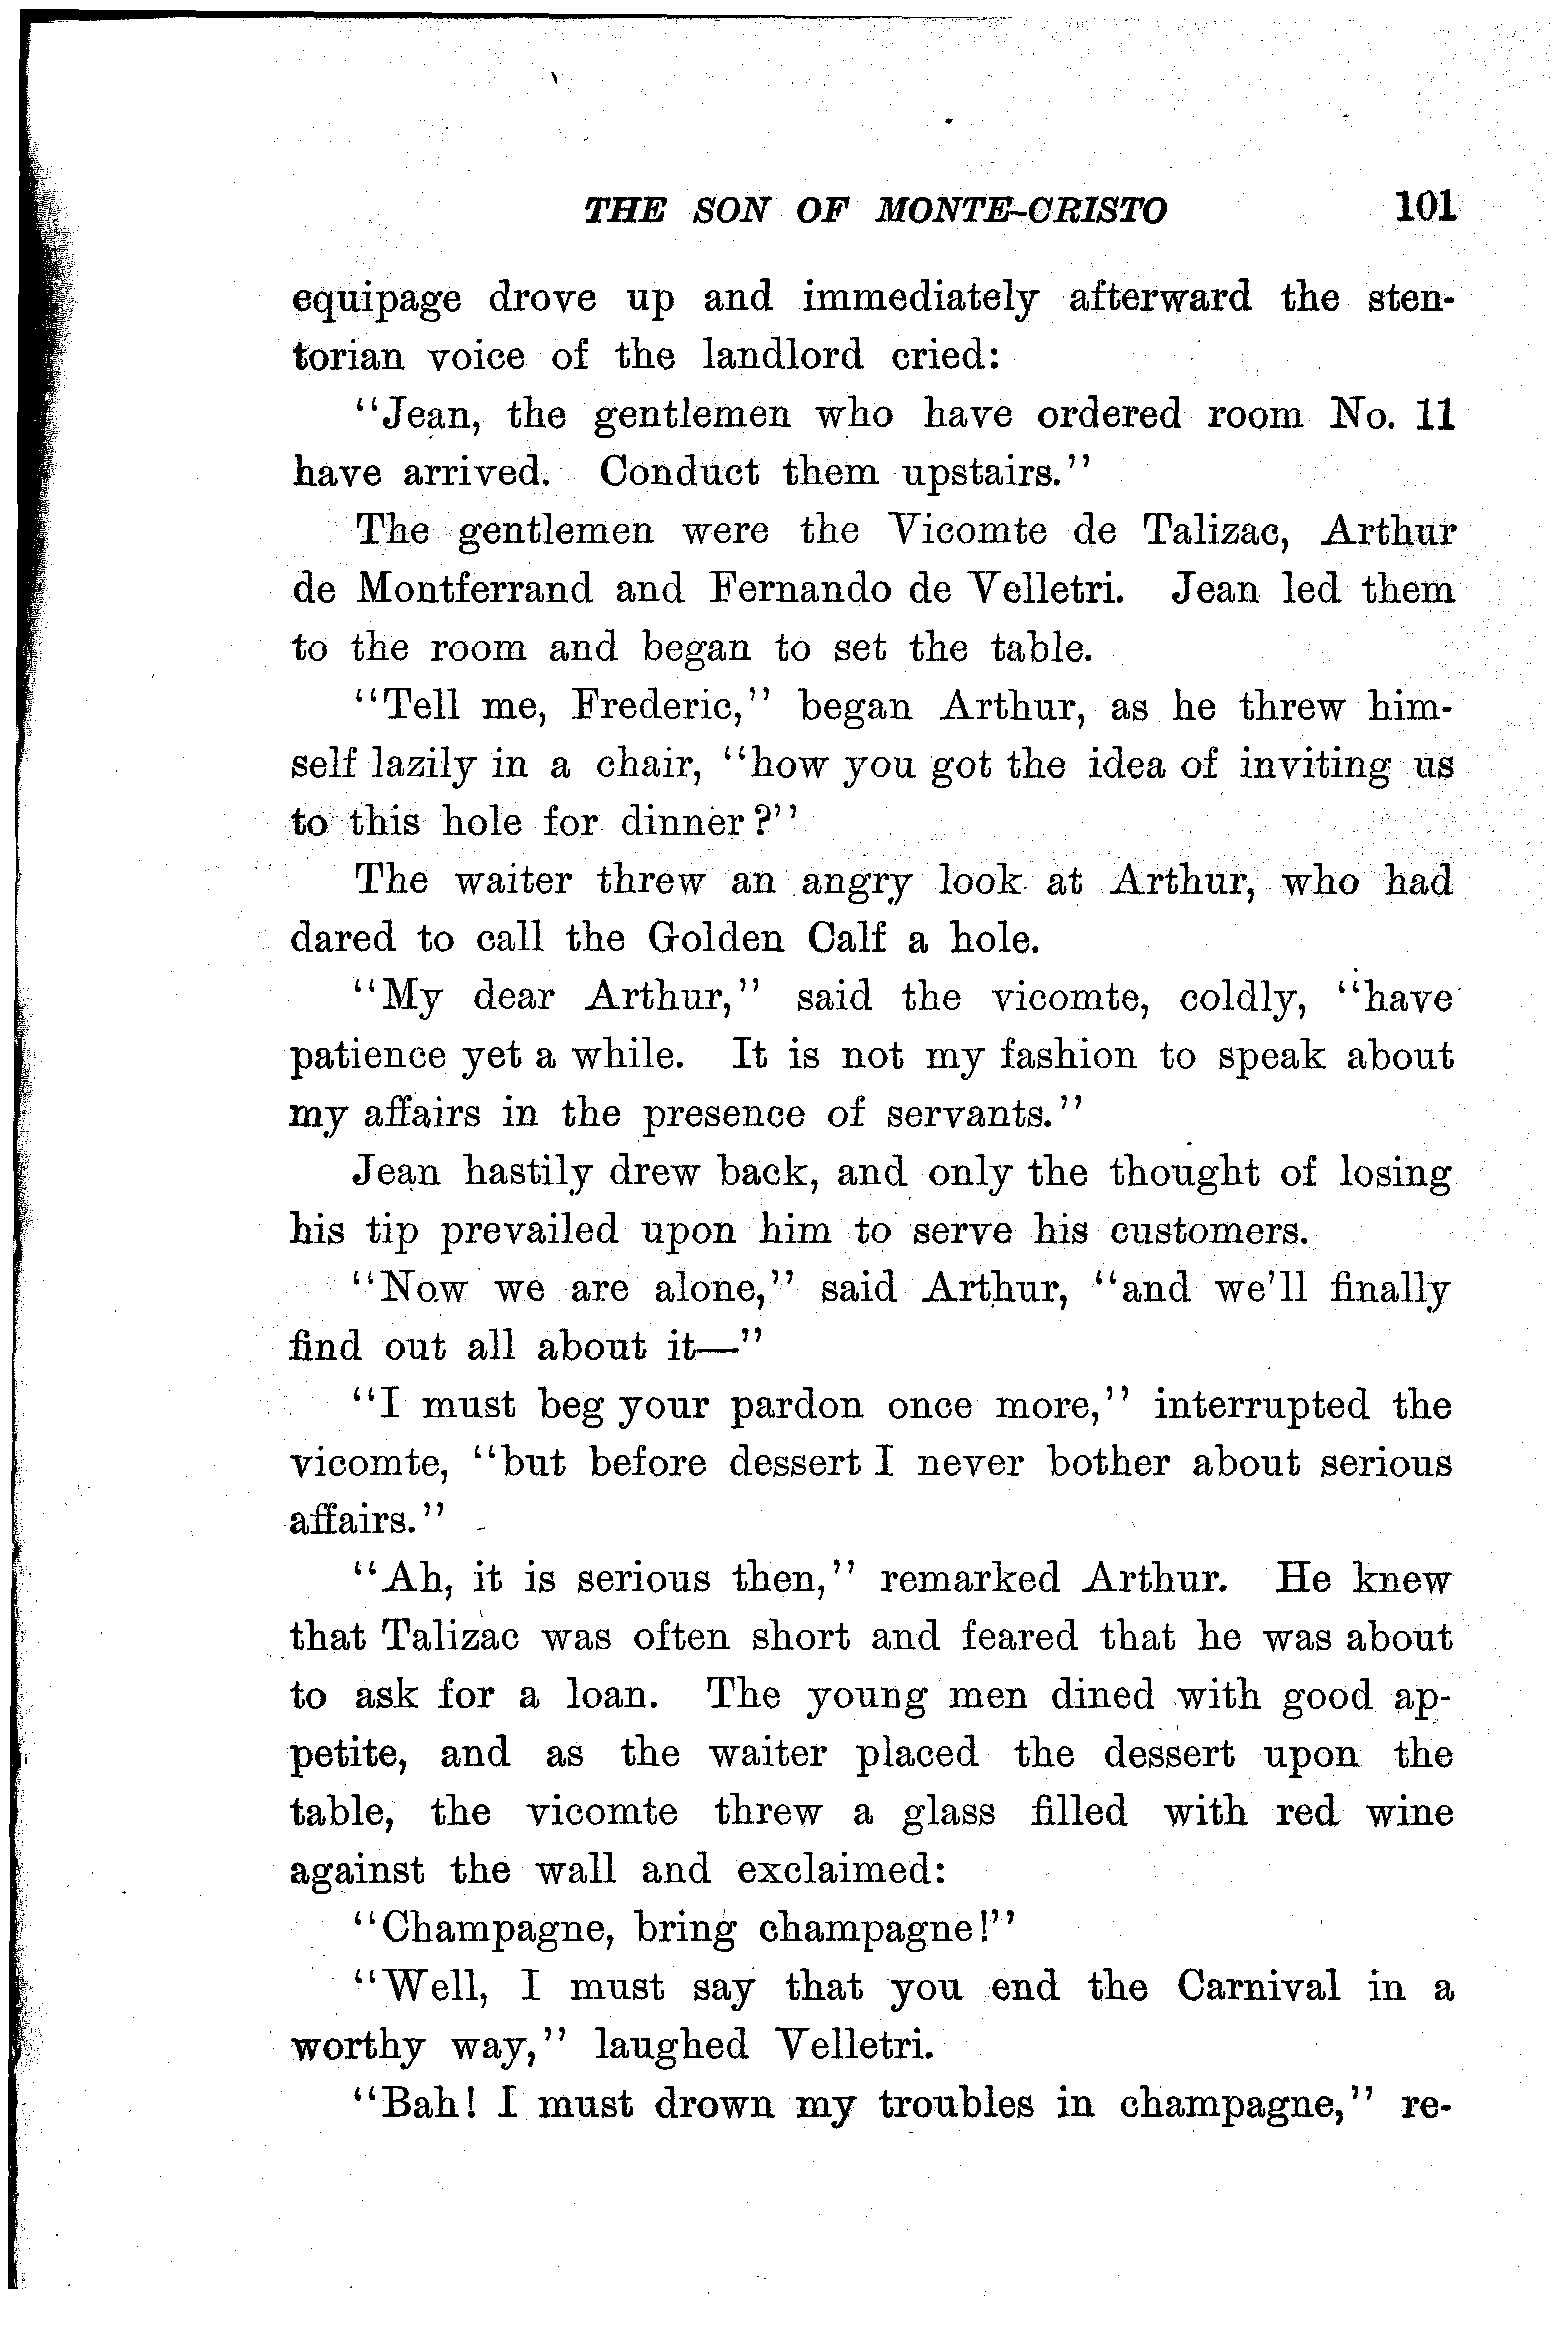 THE SON OF MONTE-CRISTO 101
equipage drove up and immediately afterward the sten-
torian voice of the landlord cried:
"Jean, the gentlemen who have ordered room No. 11
have arrived. Conduct them upstairs."
The gentlemen were the Vicomte de Talizac, Arthur
de Montferrand and Fernando de Velletri. Jean led them
to the room and began to set the table.
"Tell me, Frederic," began Arthur, as he threw him-
self lazily in a chair, "how you got the idea of inviting us
to this hole for dinner?"
The waiter threw an angry look at Arthur, who had
dared to call the Golden Calf a hole.
"My dear Arthur," said the vicomte, coldly, "have
patience yet a while. It is not my fashion to speak about
my affairs in the presence of servants."
Jean hastily drew back, and only the thought of losing
his tip prevailed upon him to serve his customers.
"Now we are alone," said Arthur, "and we'll finally
find out all about it—"
"I must beg your pardon once more," interrupted the
vicomte, "but before dessert I never bother about serious
affairs."
"Ah, it is serious then," remarked Arthur. He knew
that Talizac was often short and feared that he was about
to ask for a loan. The young men dined with good ap-
petite, and as the waiter placed the dessert upon the
table, the vicomte threw a glass filled with red wine
against the wall and exclaimed:
"Champagne, bring champagne!"
"Well, I must say that you end the Carnival in a
worthy way," laughed Velletri.
"Bah! I must drown my troubles in champagne," re-